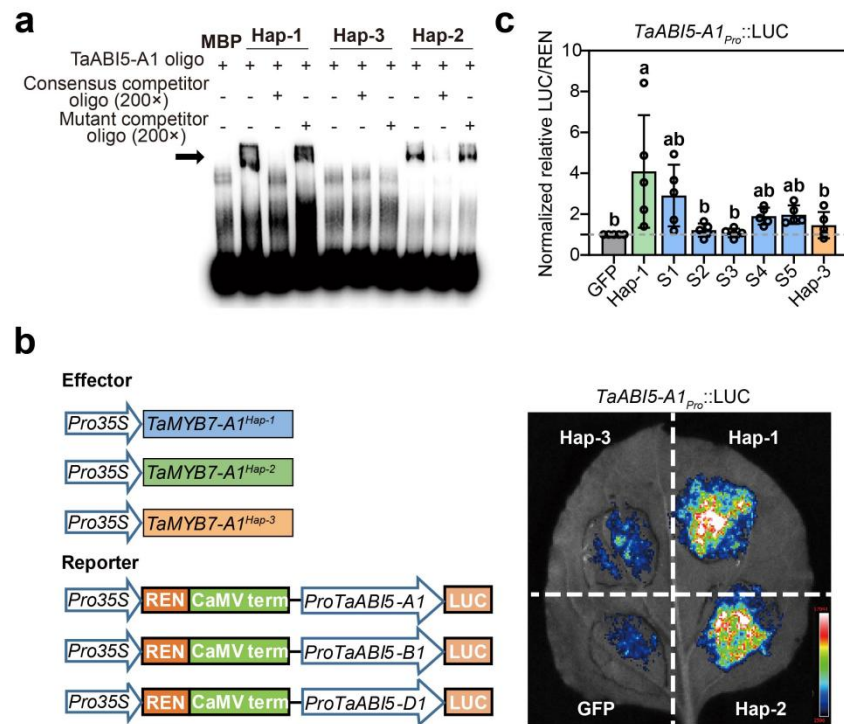 a
MBP Hap-1 Hap-3 Hap-2
TaABI5-A1 oligo + + + + + + + + + +
Consensus competitor
oligo (200×) - - + - - + - - + -
Mutant competitor
oligo (200×) - - - + - - + - - +
c
TaABI5-A1Pro::LUC
Normalized relative LUC/REN
10
8
6
4
2
1
0
b a ab b b ab ab b
GFP Hap-1 S1 S2 S3 S4 S5 Hap-3
b
Effector
Pro35S TaMYB7-A1Hap-1
Pro35S TaMYB7-A1Hap-2
Pro35S TaMYB7-A1Hap-3
Reporter
Pro35S REN CaMV term ProTaABI5-A1 LUC
Pro35S REN CaMV term ProTaABI5-B1 LUC
Pro35S REN CaMV term ProTaABI5-D1 LUC
TaABI5-A1Pro::LUC
Hap-3 Hap-1
GFP Hap-2